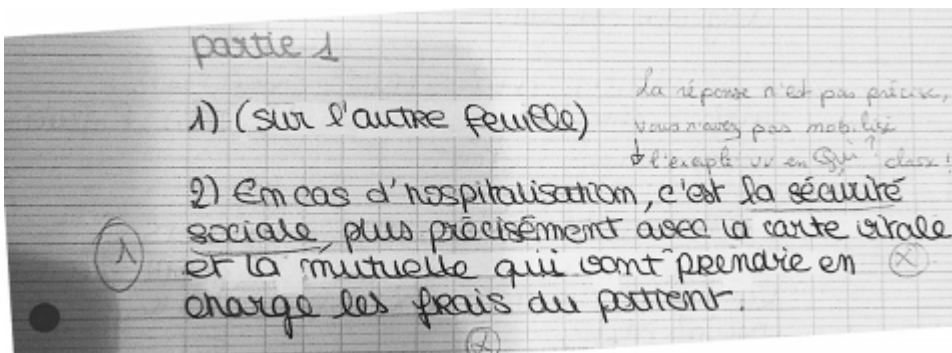 partie 1
La réponse n'est pas précise,
1) (sur l'autre feuille)
vous n'avez pas mobilisé
l'exemple vu en classe !
Qui ?
2) En cas d'hospitalisation, c'est la sécurité
sociale, plus précisément avec la carte vitale
1
et la mutuelle qui vont prendre en
charge les frais du patient.